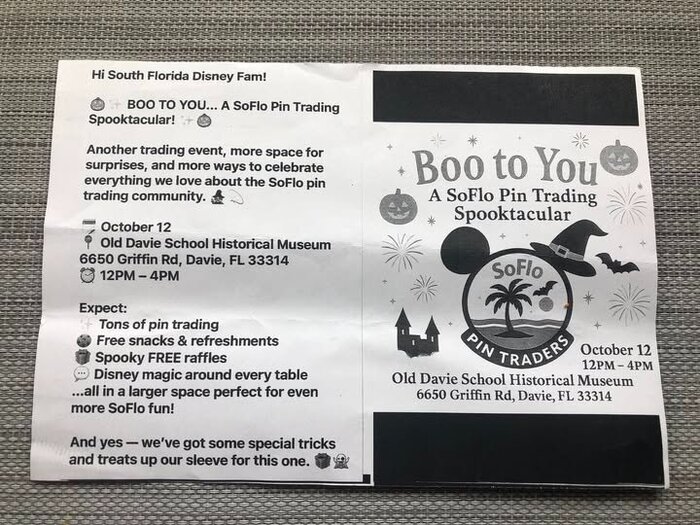 Hi South Florida Disney Fam!
🎃✨ BOO TO YOU... A SoFlo Pin Trading
Spooktacular! ✨🎃
Another trading event, more space for
surprises, and more ways to celebrate
everything we love about the SoFlo pin
trading community.
October 12
📍 Old Davie School Historical Museum
6650 Griffin Rd, Davie, FL 33314
⏰ 12PM – 4PM
Expect:
✨ Tons of pin trading
🍪 Free snacks & refreshments
🎁 Spooky FREE raffles
💬 Disney magic around every table
...all in a larger space perfect for even
more SoFlo fun!
And yes — we've got some special tricks
and treats up our sleeve for this one. 🎁👻
Boo to You
A SoFlo Pin Trading
Spooktacular
SoFlo
PIN TRADERS
October 12
12PM – 4PM
Old Davie School Historical Museum
6650 Griffin Rd, Davie, FL 33314